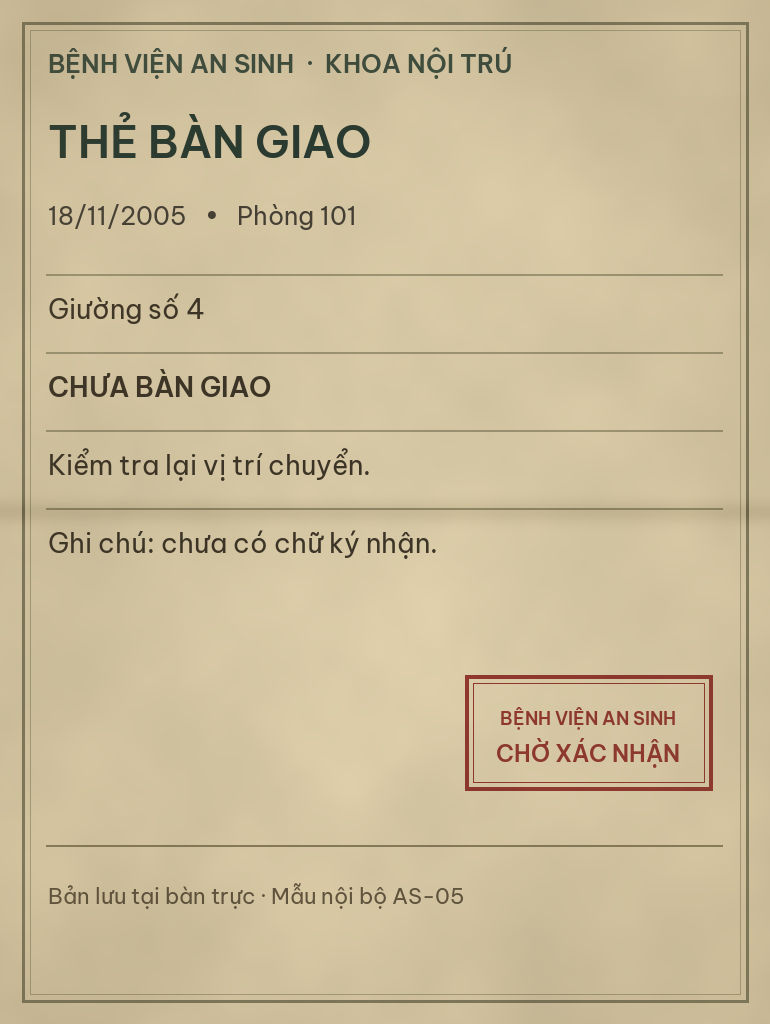 BỆNH VIỆN AN SINH · KHOA NỘI TRÚ
THẺ BÀN GIAO
18/11/2005 • Phòng 101
Giường số 4
CHƯA BÀN GIAO
Kiểm tra lại vị trí chuyển.
Ghi chú: chưa có chữ ký nhận.
BỆNH VIỆN AN SINH
CHỜ XÁC NHẬN
Bản lưu tại bàn trực · Mẫu nội bộ AS-05